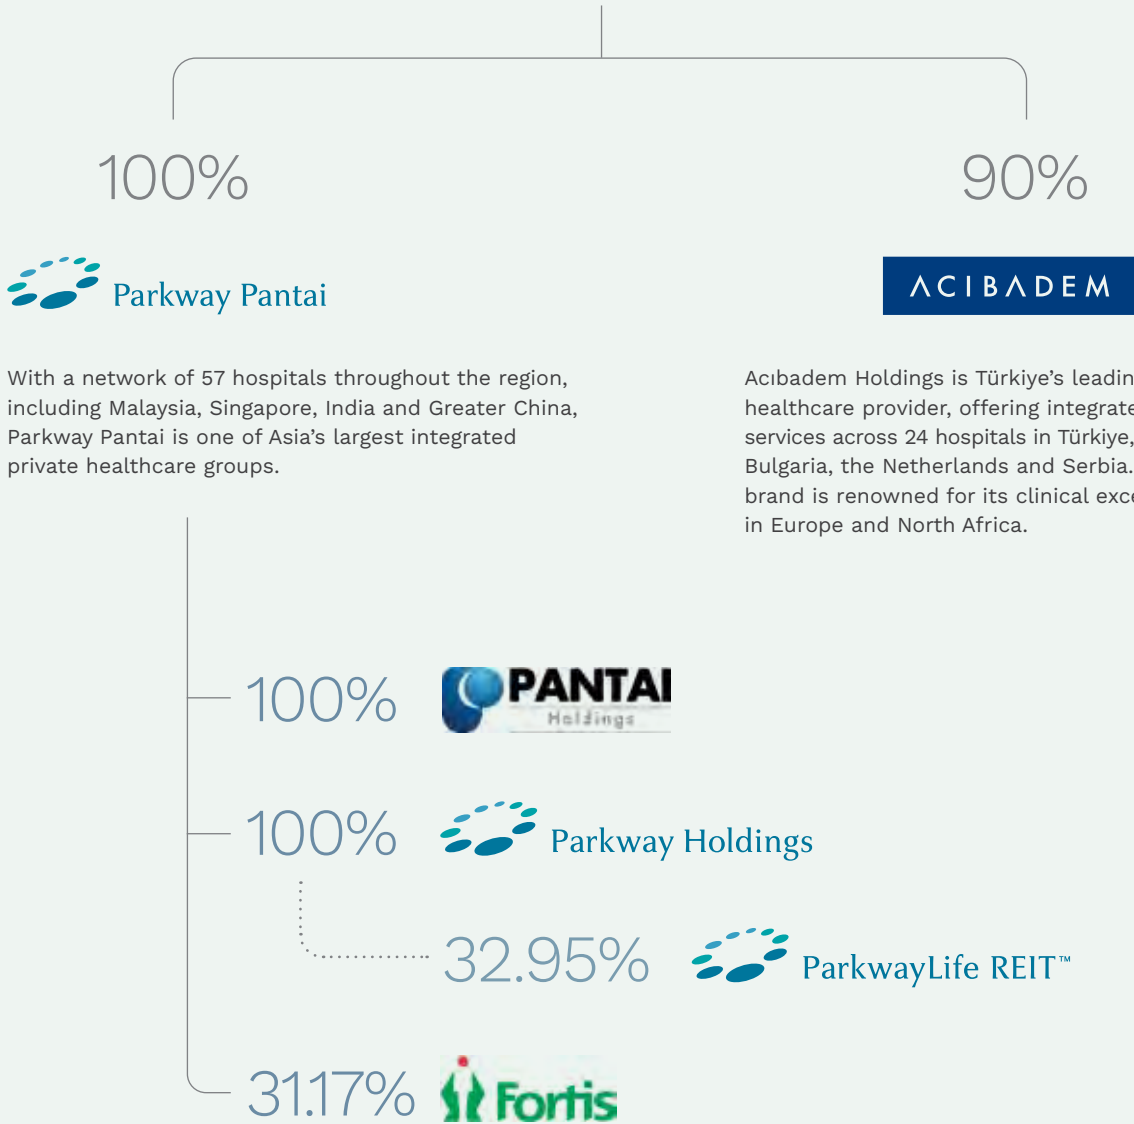 100%
90%
Parkway Pantai
ACIBADEM
With a network of 57 hospitals throughout the region,
including Malaysia, Singapore, India and Greater China,
Parkway Pantai is one of Asia's largest integrated
private healthcare groups.
Acıbadem Holdings is Türkiye's leadin
healthcare provider, offering integrate
services across 24 hospitals in Türkiye,
Bulgaria, the Netherlands and Serbia.
brand is renowned for its clinical exce
in Europe and North Africa.
100%
PANTAI
Holdings
100%
Parkway Holdings
32.95%
ParkwayLife REIT™
31.17%
Fortis